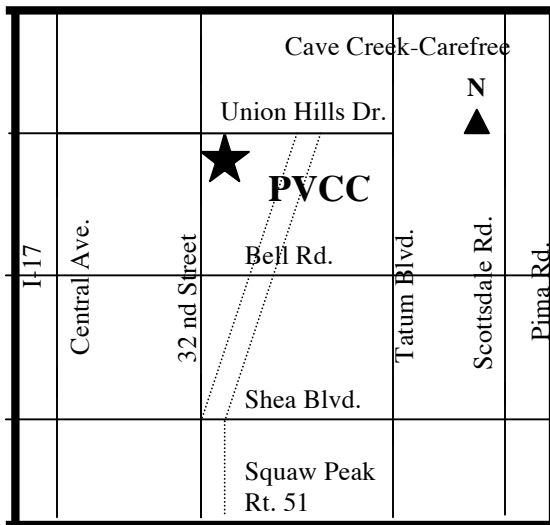 Cave Creek-Carefree
N
Union Hills Dr.
PVCC
I-17
Central Ave.
32 nd Street
Bell Rd.
Tatum Blvd.
Scottsdale Rd.
Pima Rd.
Shea Blvd.
Squaw Peak
Rt. 51